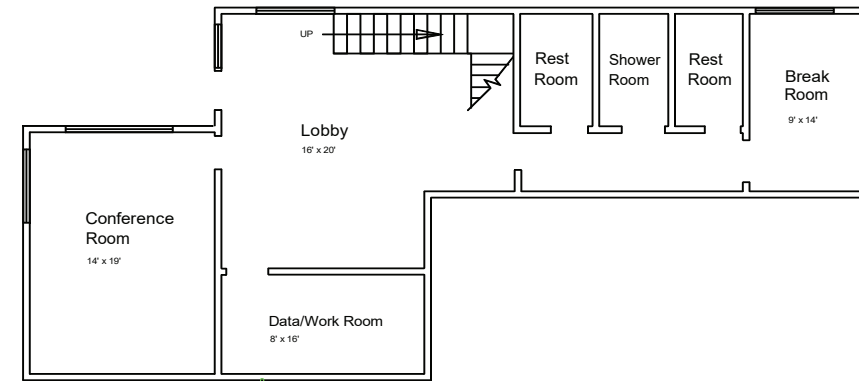 UP
Rest
Room
Shower
Room
Rest
Room
Break
Room
9' x 14'
Lobby
16' x 20'
Conference
Room
14' x 19'
Data/Work Room
8' x 16'